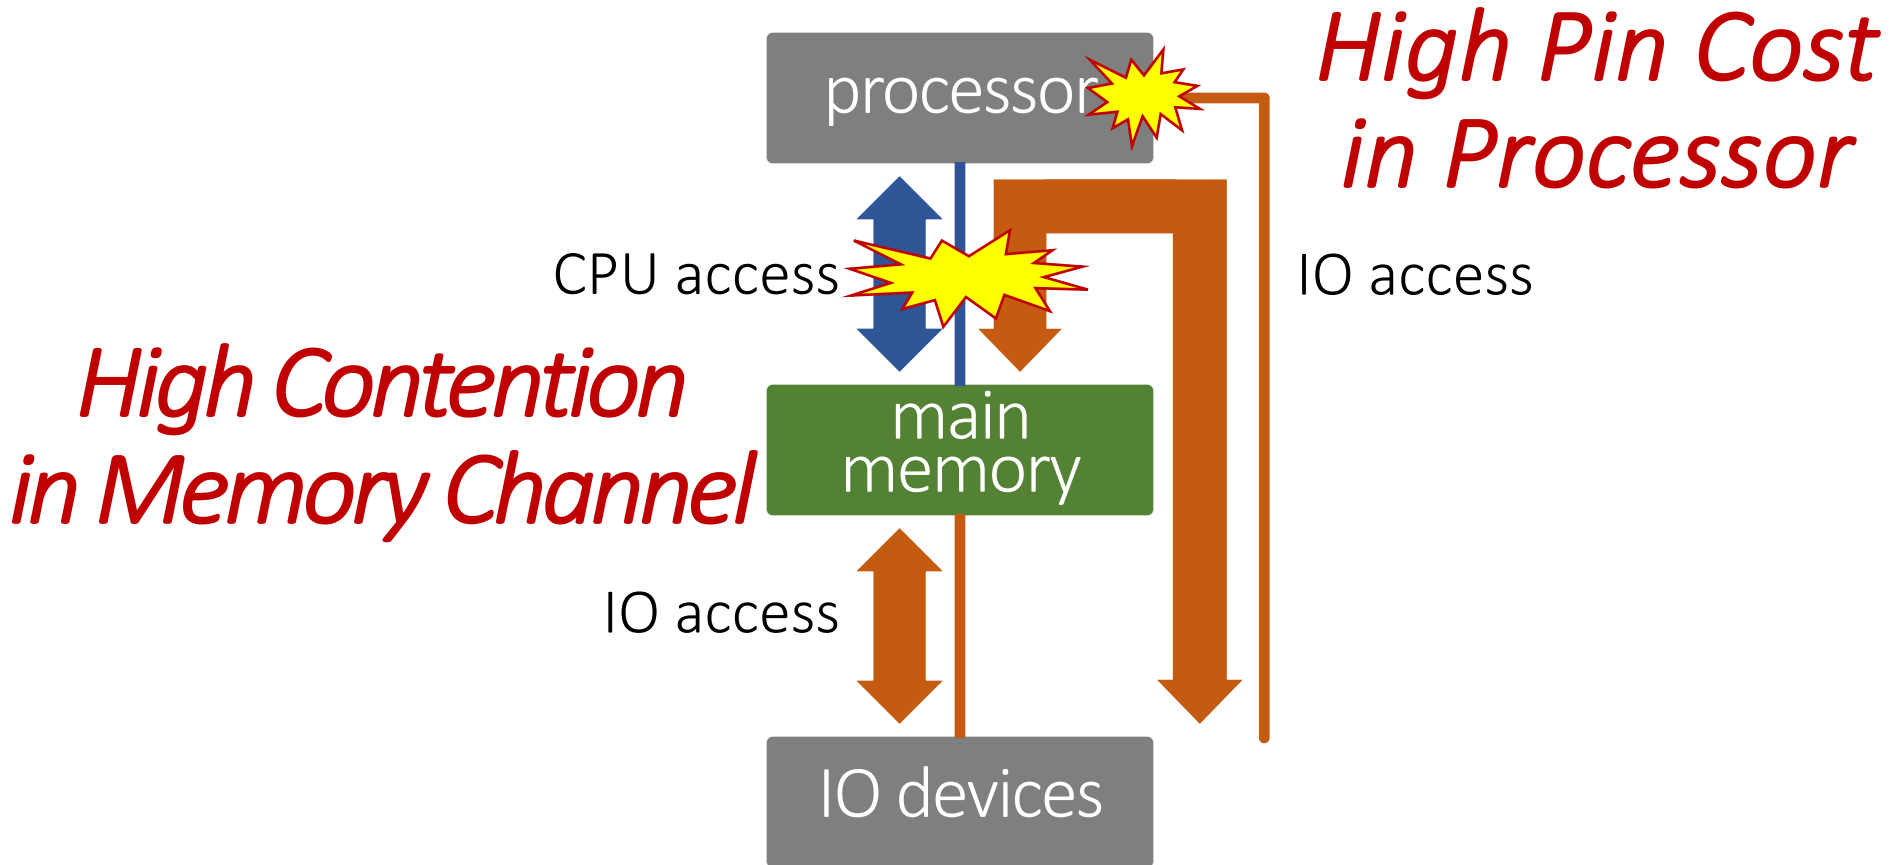 High Pin Cost
in Processor
processor
CPU access
IO access
High Contention
in Memory Channel
main
memory
IO access
IO devices